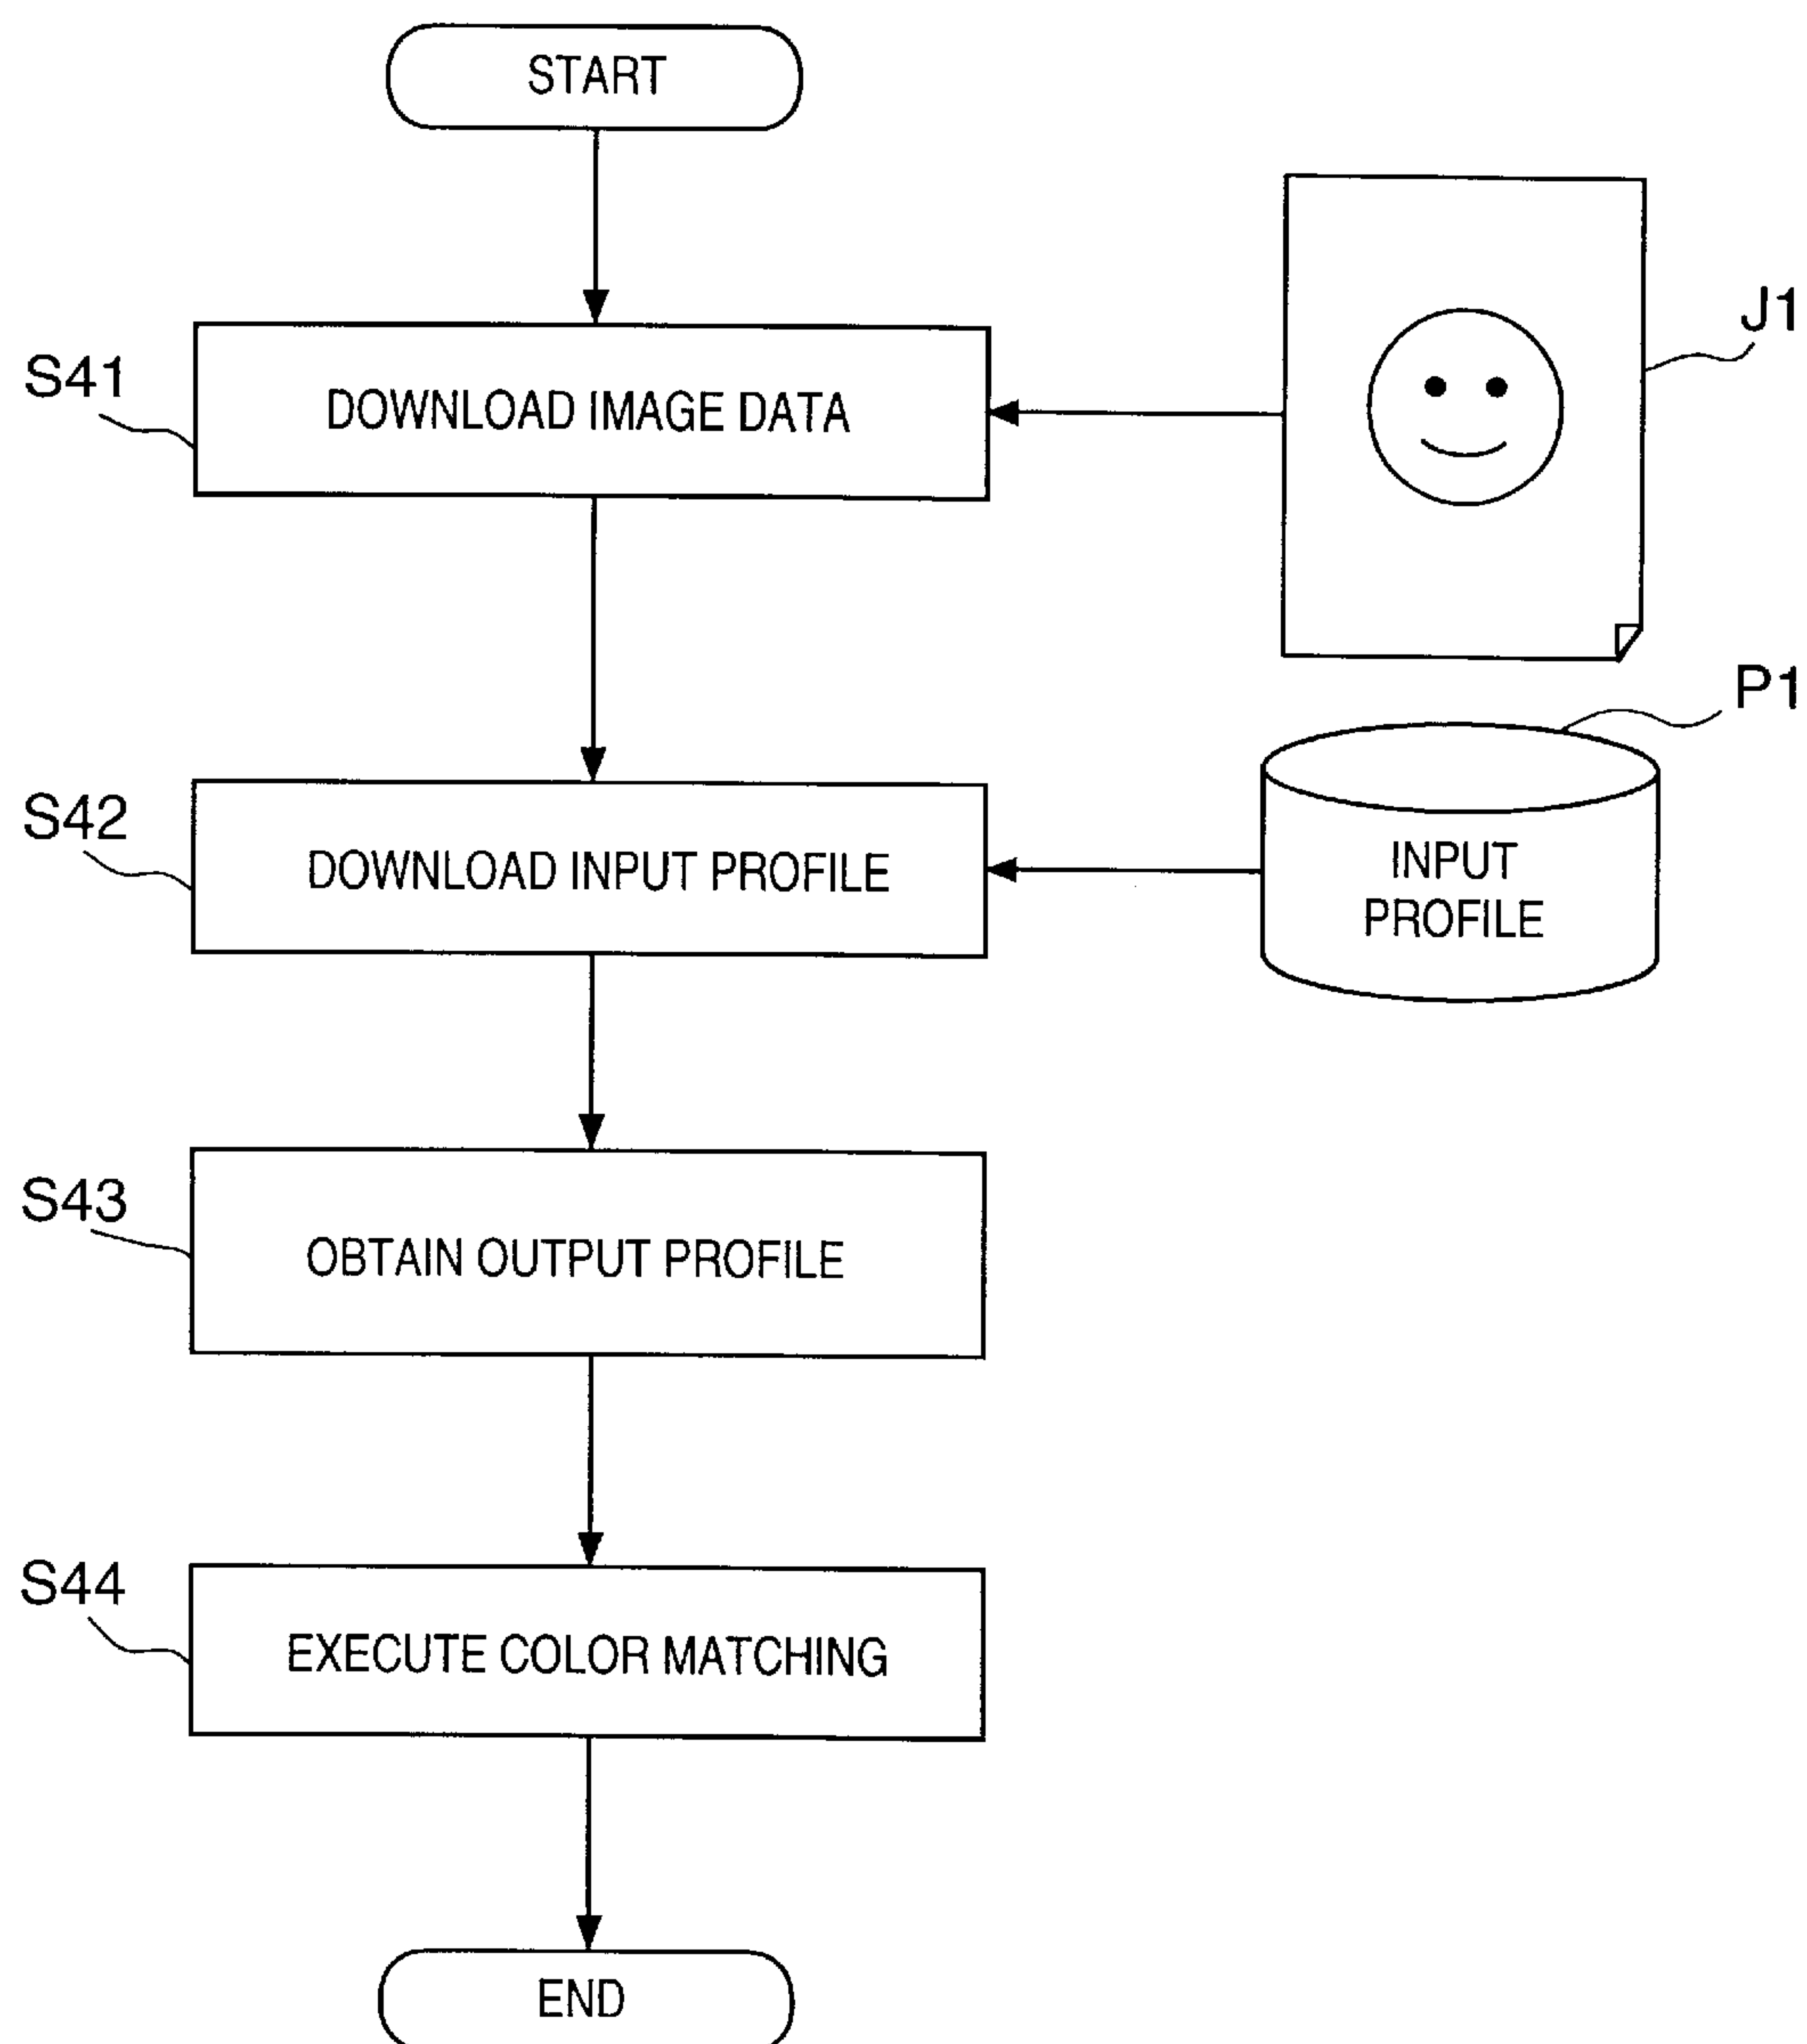 START
J1
S41
DOWNLOAD IMAGE DATA
P1
S42
DOWNLOAD INPUT PROFILE
INPUT
PROFILE
S43
OBTAIN OUTPUT PROFILE
S44
EXECUTE COLOR MATCHING
END